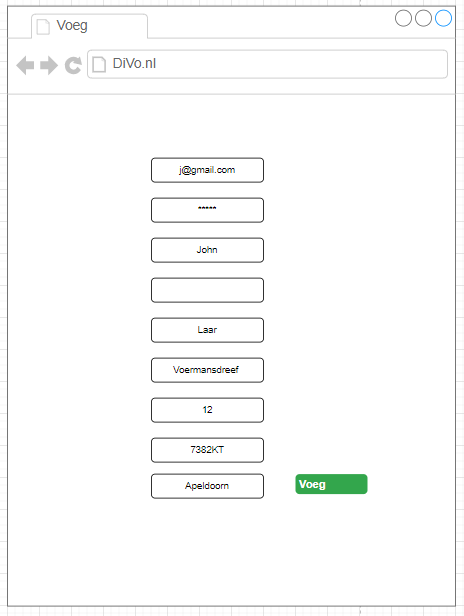 Voeg
DiVo.nl
j@gmail.com
*****
John
Laar
Voermansdreef
12
7382KT
Apeldoorn
Voeg